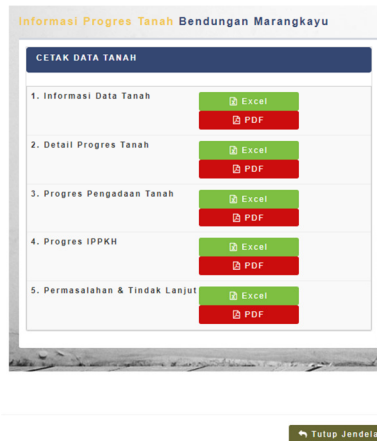 Informasi Progres Tanah Bendungan Marangkayu
CETAK DATA TANAH
1. Informasi Data Tanah
Excel
PDF
2. Detail Progres Tanah
Excel
PDF
3. Progres Pengadaan Tanah
Excel
PDF
4. Progres IPPKH
Excel
PDF
5. Permasalahan & Tindak Lanjut
Excel
PDF
Tutup Jendela